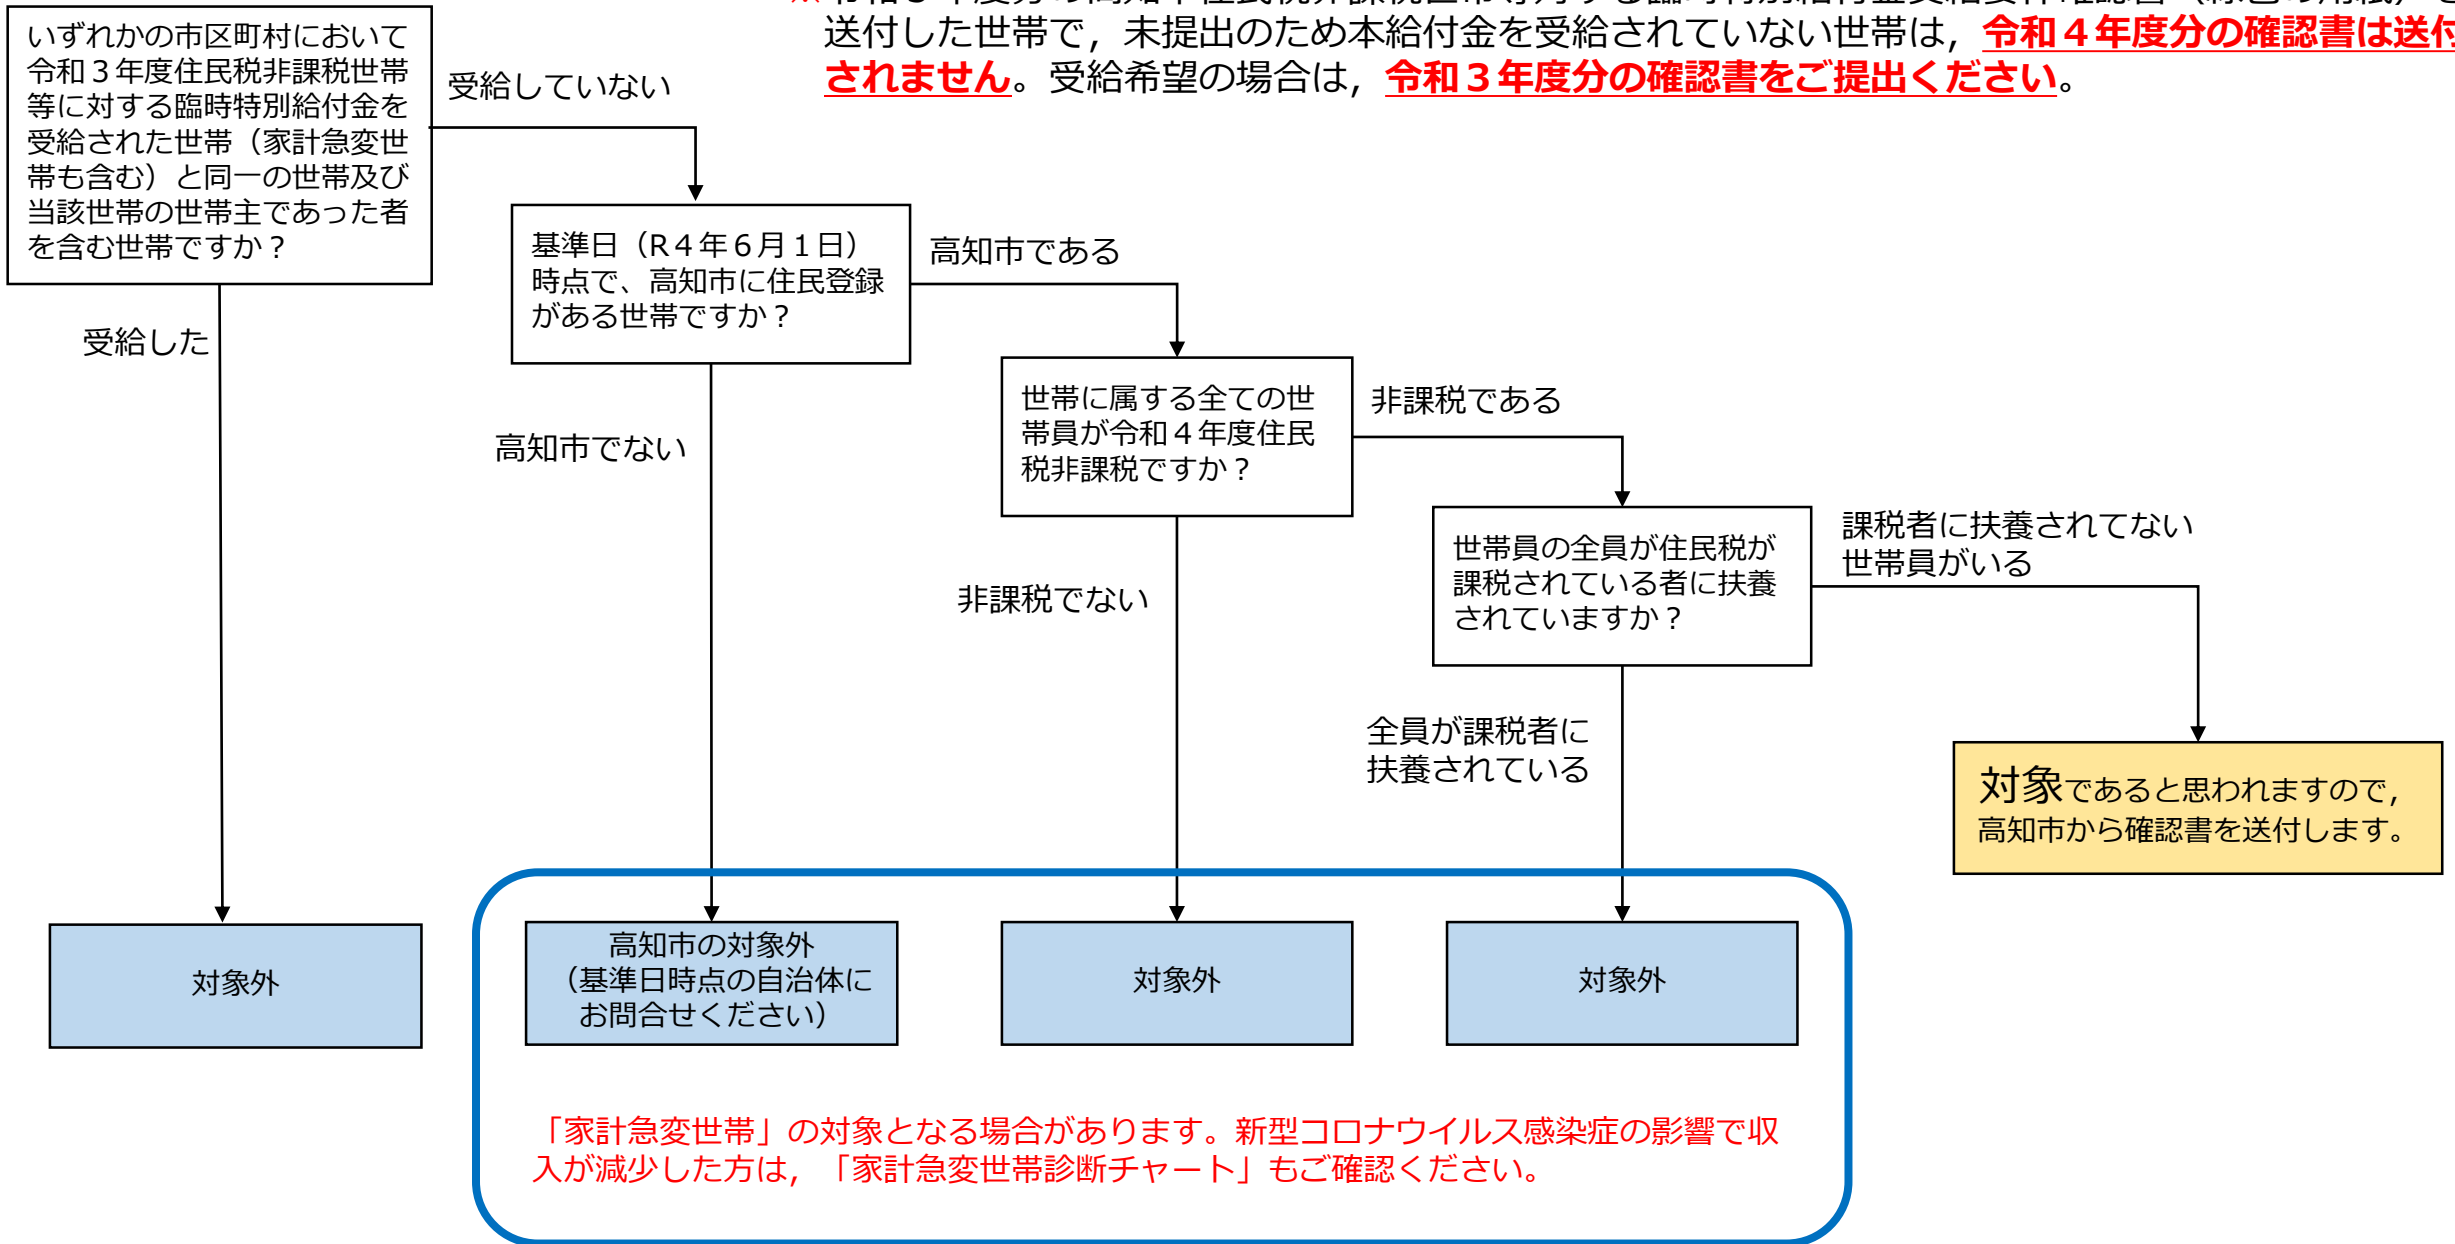 送付した世帯で，未提出のため本給付金を受給されていない世帯は，令和４年度分の確認書は送付
されません。受給希望の場合は，令和３年度分の確認書をご提出ください。
いずれかの市区町村において
令和３年度住民税非課税世帯
等に対する臨時特別給付金を
受給された世帯（家計急変世
帯も含む）と同一の世帯及び
当該世帯の世帯主であった者
を含む世帯ですか？
受給していない
受給した
基準日（R４年６月１日）
時点で、高知市に住民登録
がある世帯ですか？
高知市である
高知市でない
世帯に属する全ての世
帯員が令和４年度住民
税非課税ですか？
非課税である
非課税でない
世帯員の全員が住民税が
課税されている者に扶養
されていますか？
課税者に扶養されてない
世帯員がいる
全員が課税者に
扶養されている
対象であると思われますので，
高知市から確認書を送付します。
対象外
高知市の対象外
（基準日時点の自治体に
お問合せください）
対象外
対象外
「家計急変世帯」の対象となる場合があります。新型コロナウイルス感染症の影響で収
入が減少した方は，「家計急変世帯診断チャート」もご確認ください。